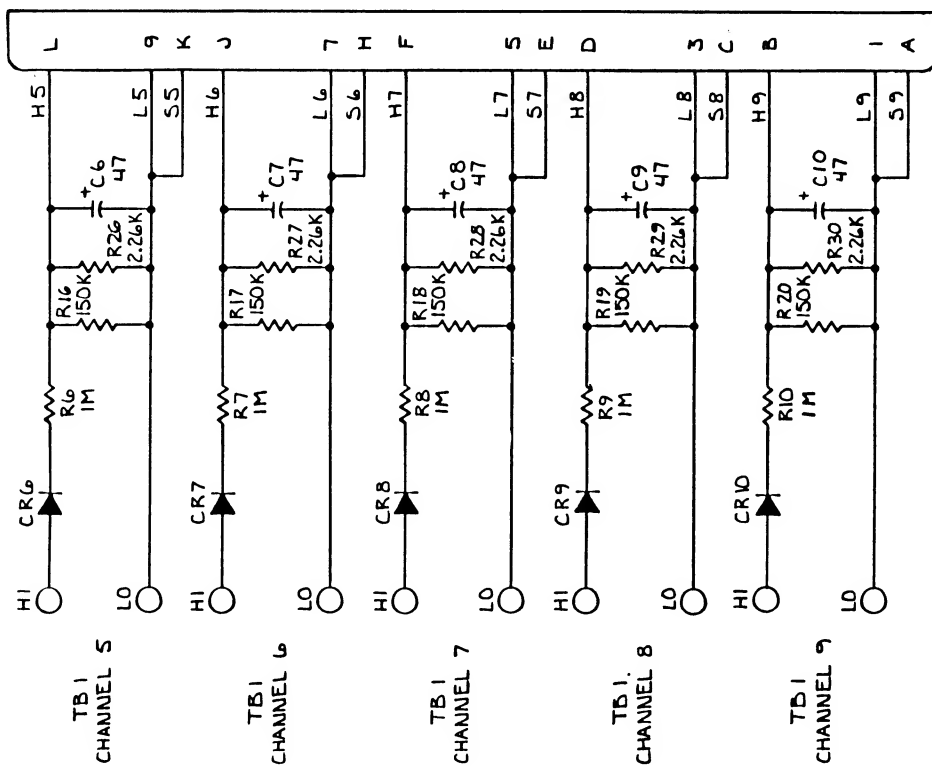 L
9
K
J
7
H
F
5
E
D
3
C
B
1
A
H5
L5
S5
H6
L6
S6
H7
L7
S7
H8
L8
S8
H9
L9
S9
+ C6
47
+ C7
47
+ C8
47
+ C9
47
+ C10
47
R26
2.26K
R27
2.26K
R28
2.26K
R29
2.26K
R30
2.26K
R16
150K
R17
150K
R18
150K
R19
150K
R20
150K
R6
1M
R7
1M
R8
1M
R9
1M
R10
1M
CR6
CR7
CR8
CR9
CR10
HI
LO
HI
LO
HI
LO
HI
LO
HI
LO
TB1
CHANNEL 5
TB1
CHANNEL 6
TB1
CHANNEL 7
TB1.
CHANNEL 8
TB1
CHANNEL 9